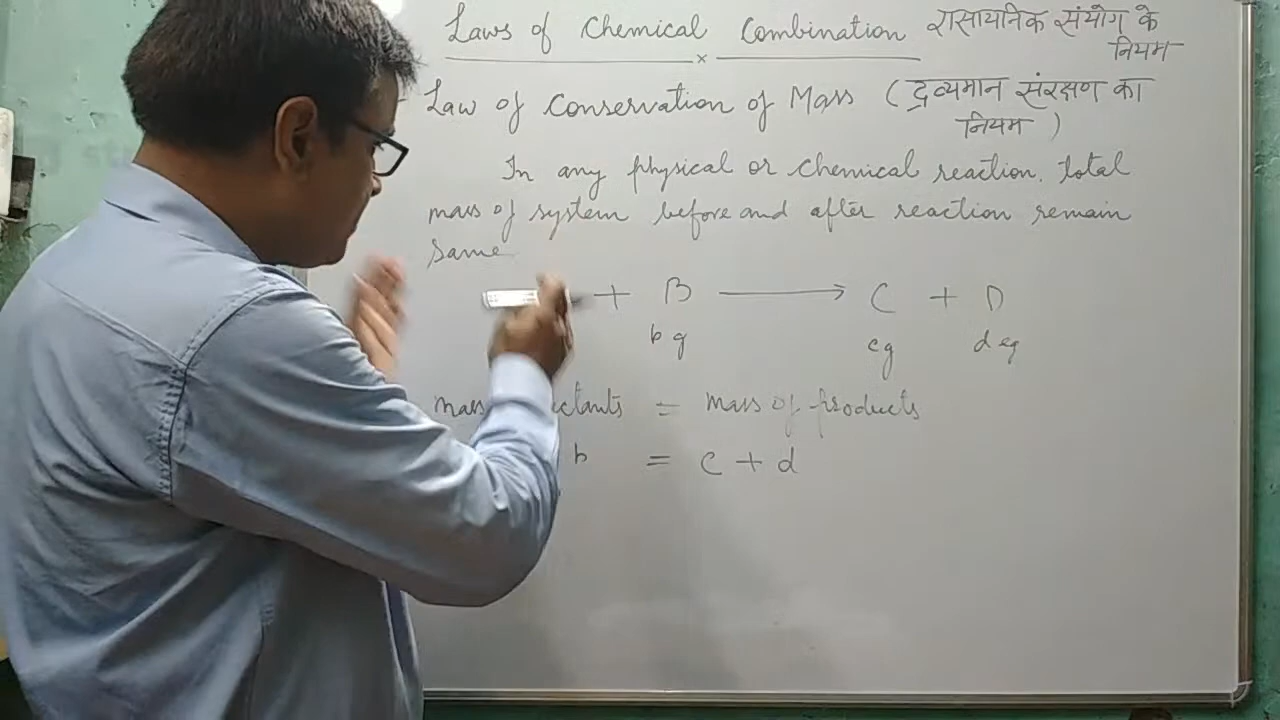 Laws of Chemical Combination रासायनिक संयोग के
नियम
Law of Conservation of Mass (द्रव्यमान संरक्षण का
नियम)
In any physical or chemical reaction, total
mass of system before and after reaction remain
same
+ B ⟶ C + D
b g cg d g
mass = Mass of products
b = c + d